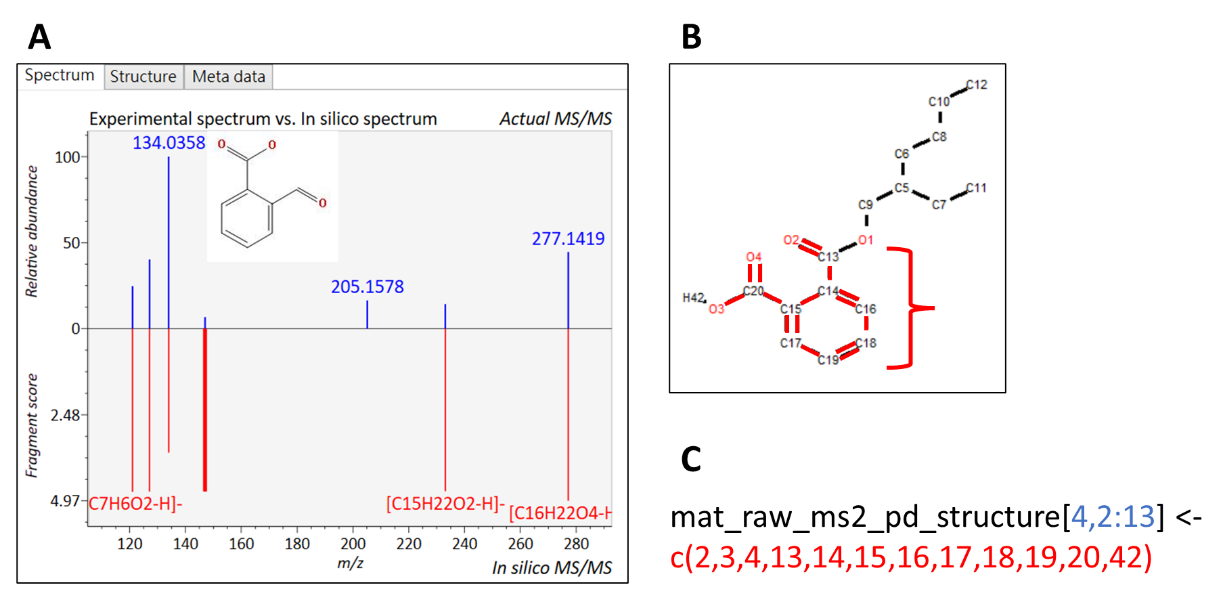 A
Spectrum
Structure
Meta data
Experimental spectrum vs. In silico spectrum
Actual MS/MS
Relative abundance
100
50
0
134.0358
205.1578
277.1419
O
O
O
Fragment score
2.48
4.97
C7H6O2-H]-
[C15H22O2-H]-
[C16H22O4-H
120
140
160
180
200
220
240
260
280
m/z
In silico MS/MS
B
C12
C10
C8
C6
C5
C11
C9
C7
O2
O1
C13
O4
C20
C14
H42
O3
C15
C16
C17
C18
C19
C
mat_raw_ms2_pd_structure[4,2:13] <-
c(2,3,4,13,14,15,16,17,18,19,20,42)